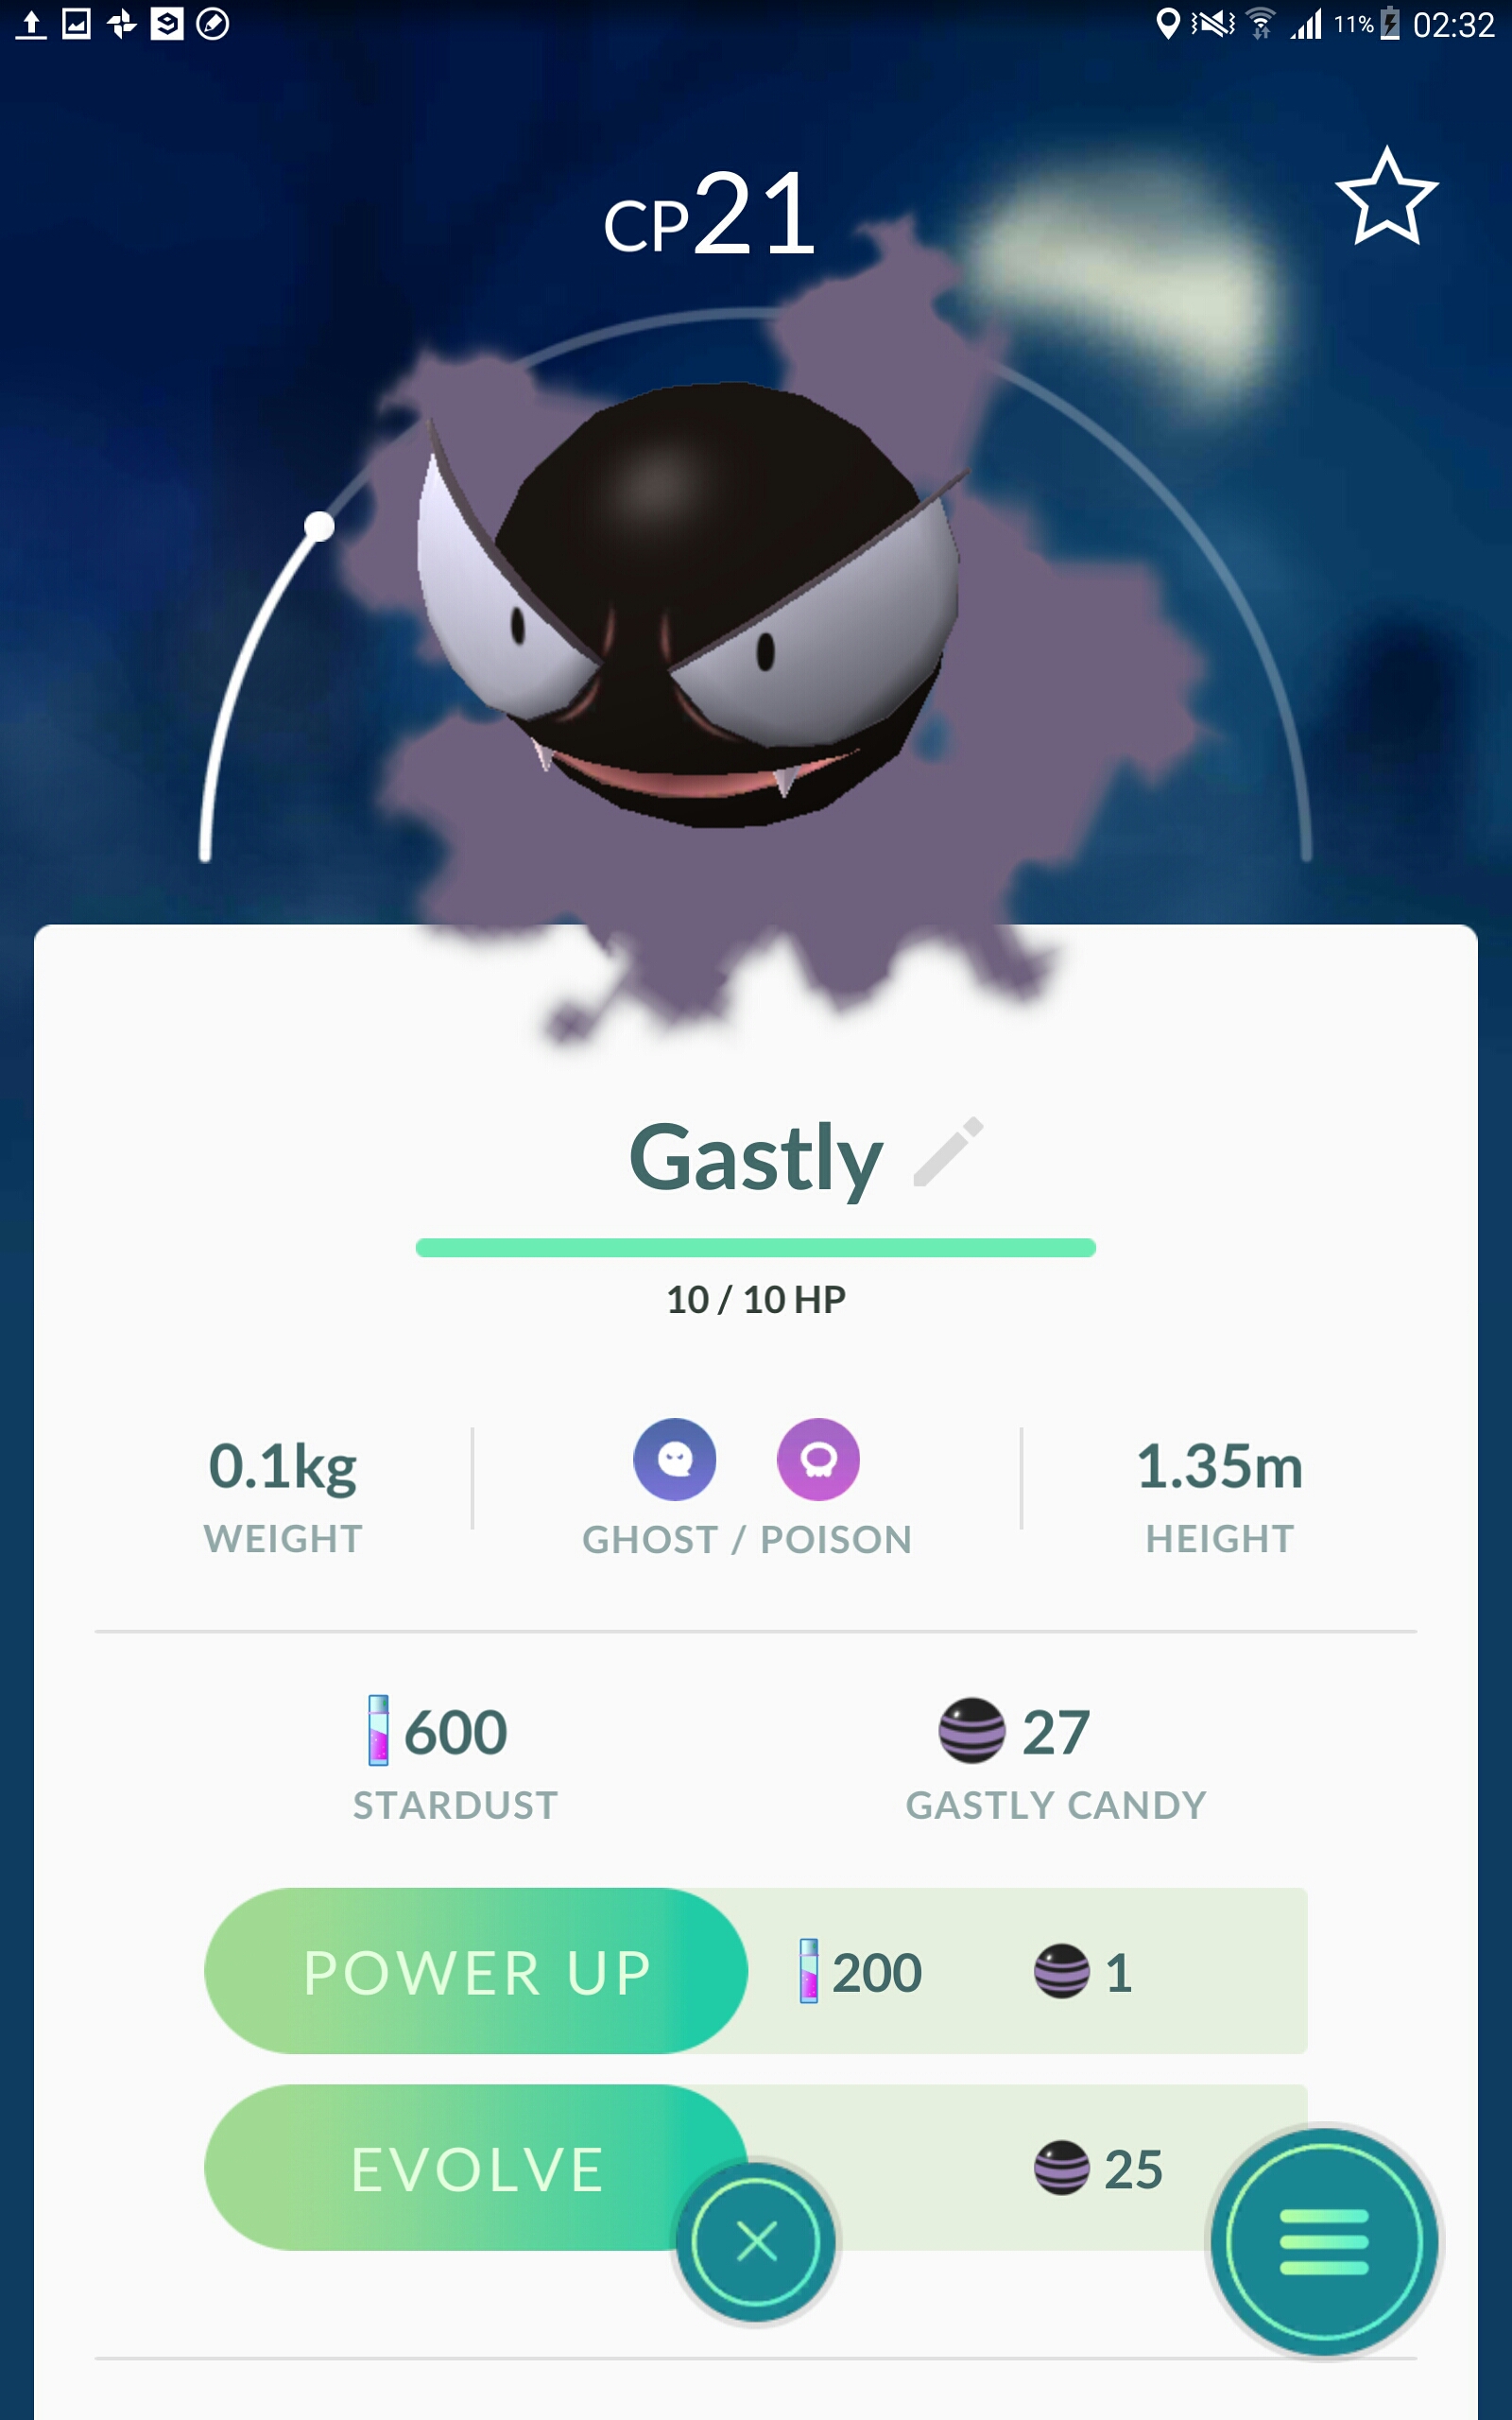 11% 02:32
CP21
Gastly
10 / 10 HP
0.1kg
WEIGHT
GHOST / POISON
1.35m
HEIGHT
600
STARDUST
27
GASTLY CANDY
POWER UP 200 1
EVOLVE 25